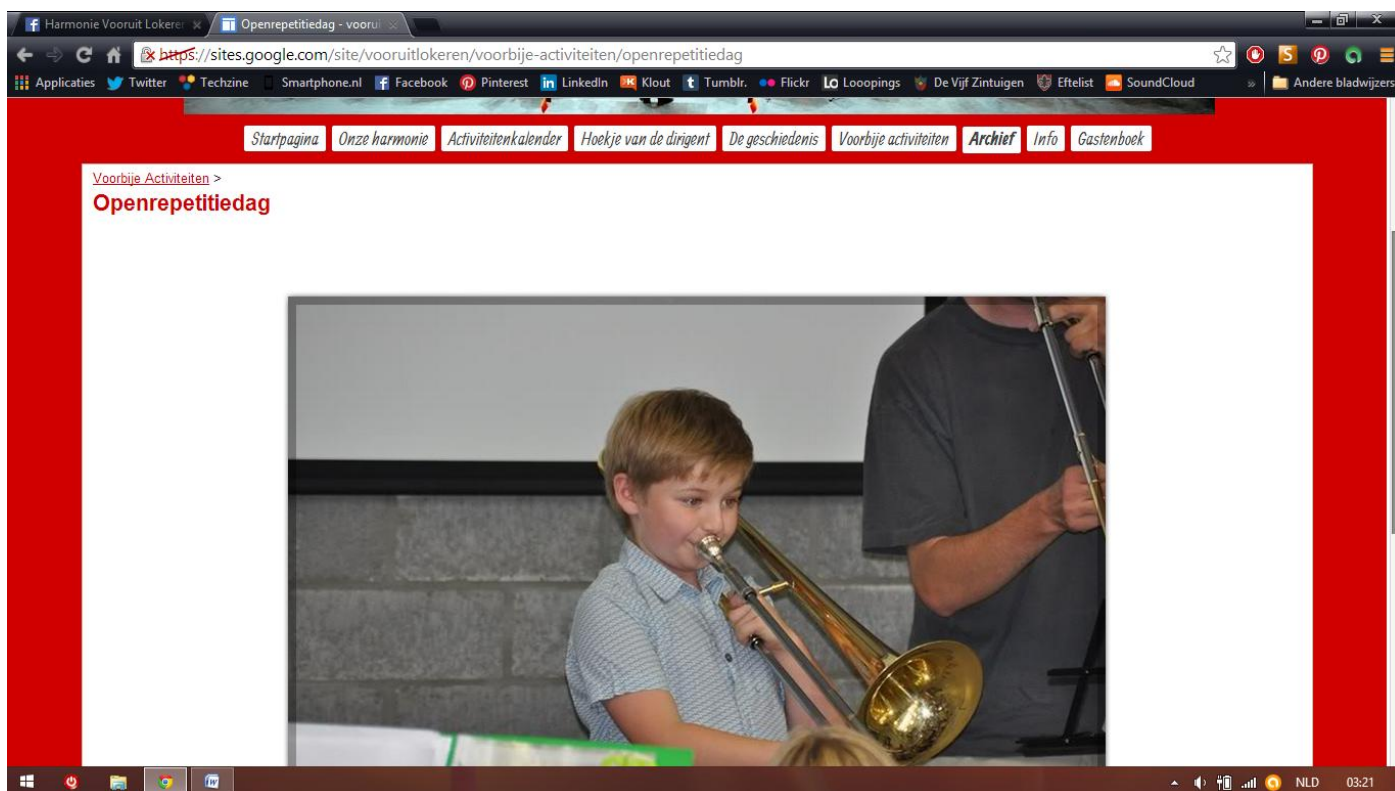 Harmonie Vooruit Lokeren
Openrepetitiedag - voorui
https://sites.google.com/site/vooruitlokeren/voorbije-activiteiten/openrepetitiedag
Applicaties Twitter Techzine Smartphone.nl Facebook Pinterest LinkedIn Klout Tumblr. Flickr Looopings De Vijf Zintuigen Eftelist SoundCloud » Andere bladwijzers
Startpagina Onze harmonie Activiteitenkalender Hoekje van de dirigent De geschiedenis Voorbije activiteiten Archief Info Gastenboek
Voorbije Activiteiten >
Openrepetitiedag
NLD 03:21